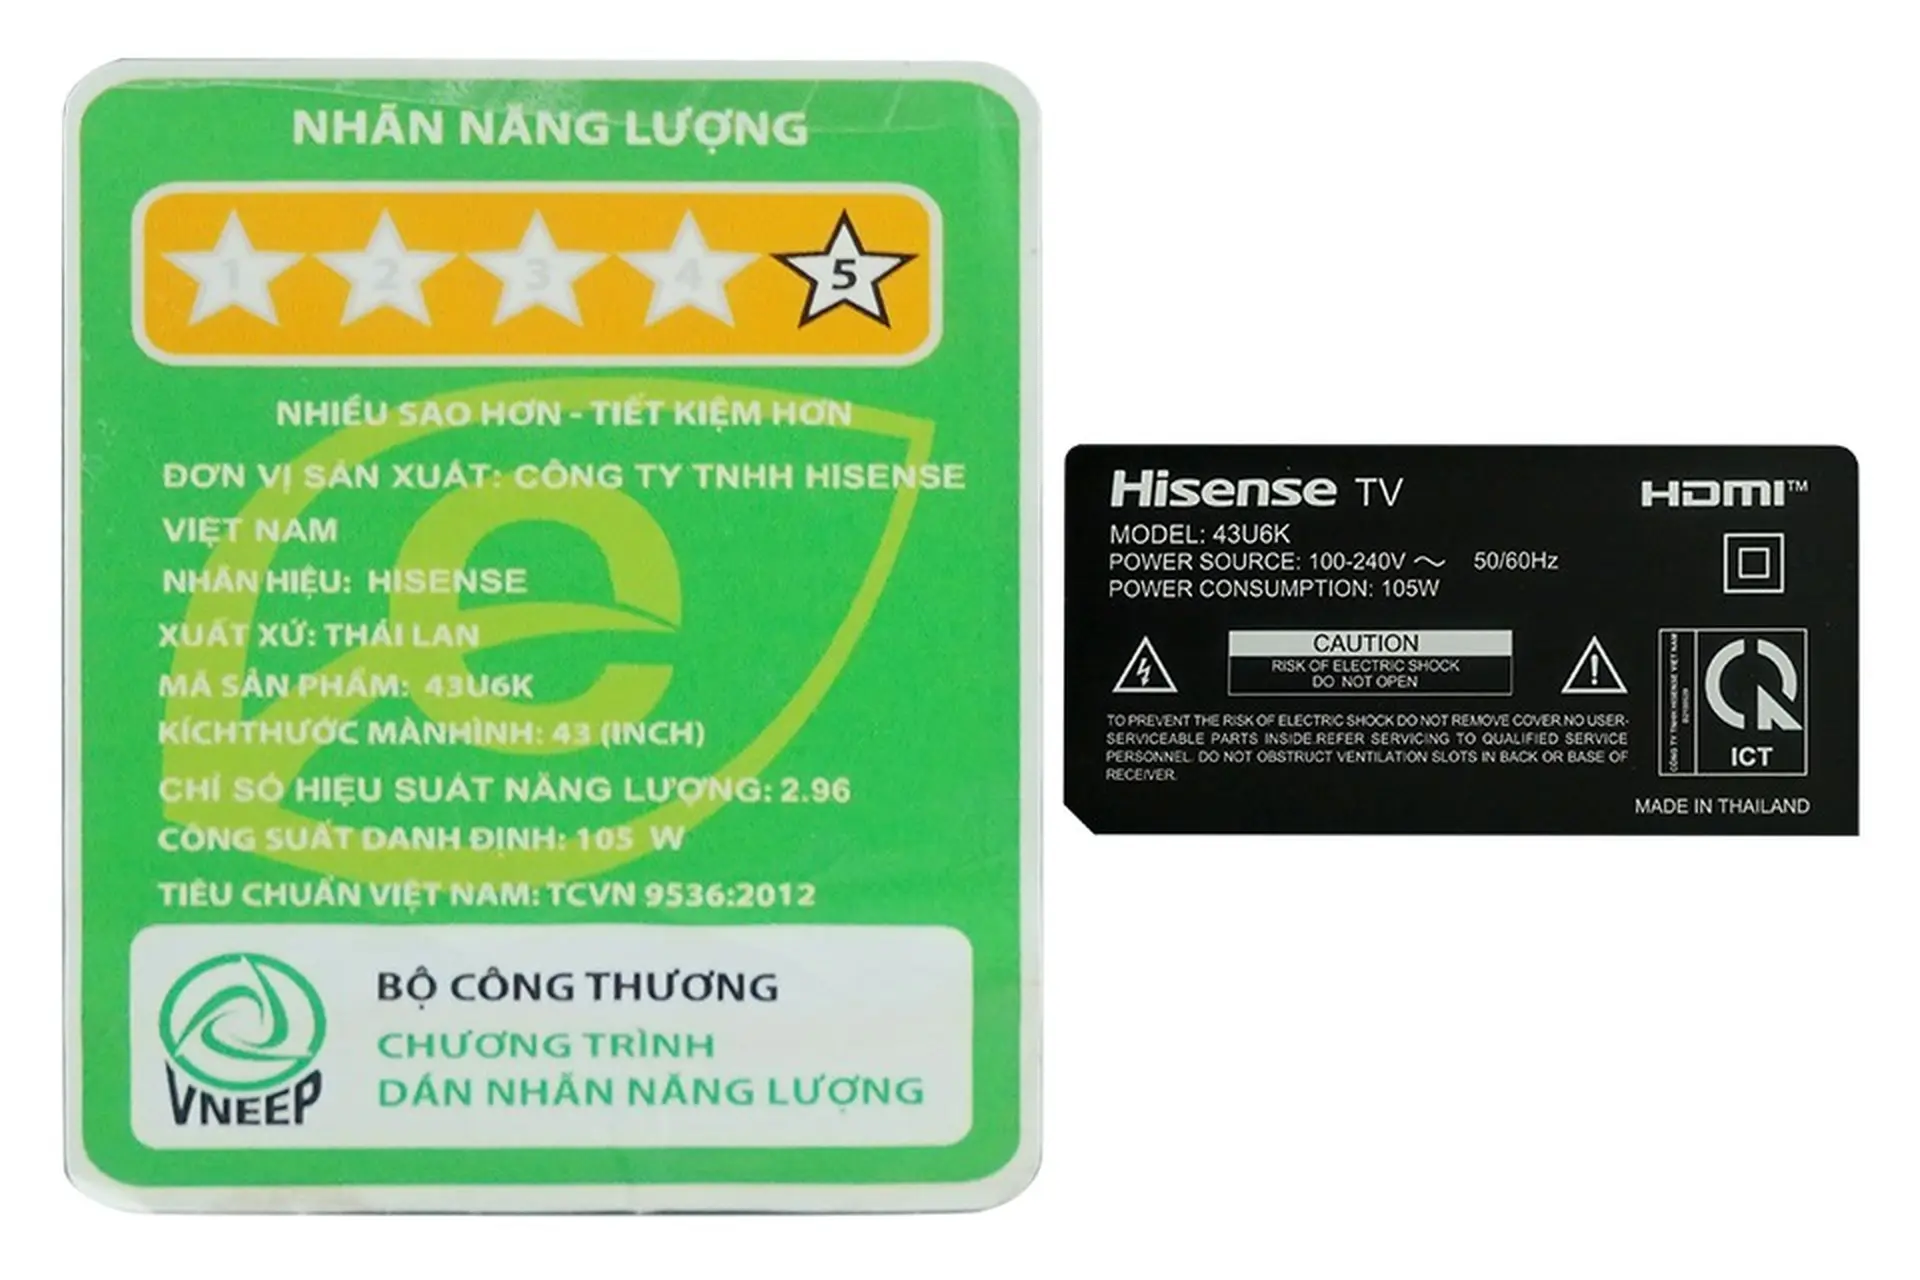 NHÃN NĂNG LƯỢNG
1 2 3 4 5
NHIỀU SAO HƠN - TIẾT KIỆM HƠN
ĐƠN VỊ SẢN XUẤT: CÔNG TY TNHH HISENSE
VIỆT NAM
NHÃN HIỆU: HISENSE
XUẤT XỨ: THÁI LAN
MÃ SẢN PHẨM: 43U6K
KÍCHTHƯỚC MÀNHÌNH: 43 (INCH)
CHỈ SỐ HIỆU SUẤT NĂNG LƯỢNG: 2.96
CÔNG SUẤT DANH ĐỊNH: 105 W
TIÊU CHUẨN VIỆT NAM: TCVN 9536:2012
VNEEP
BỘ CÔNG THƯƠNG
CHƯƠNG TRÌNH
DÁN NHÃN NĂNG LƯỢNG
Hisense TV
HDMI™
MODEL: 43U6K
POWER SOURCE: 100-240V ～ 50/60Hz
POWER CONSUMPTION: 105W
CAUTION
RISK OF ELECTRIC SHOCK
DO NOT OPEN
TO PREVENT THE RISK OF ELECTRIC SHOCK DO NOT REMOVE COVER.NO USER-
SERVICEABLE PARTS INSIDE.REFER SERVICING TO QUALIFIED SERVICE
PERSONNEL. DO NOT OBSTRUCT VENTILATION SLOTS IN BACK OR BASE OF
RECEIVER.
CÔNG TY TNHH HISENSE VIET NAM
ICT
MADE IN THAILAND